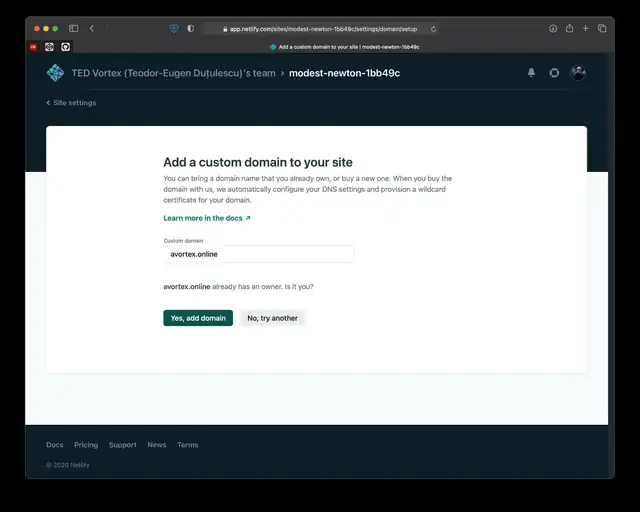 app.netlify.com/sites/modest-newton-1bb49c/settings/domain/setup
Add a custom domain to your site | modest-newton-1bb49c
TED Vortex (Teodor-Eugen Duțulescu)'s team › modest-newton-1bb49c
Site settings
Add a custom domain to your site
You can bring a domain name that you already own, or buy a new one. When you buy the
domain with us, we automatically configure your DNS settings and provision a wildcard
certificate for your domain.
Learn more in the docs ↗
Custom domain
avortex.online
avortex.online already has an owner. Is it you?
Yes, add domain
No, try another
Docs Pricing Support News Terms
© 2020 Netlify